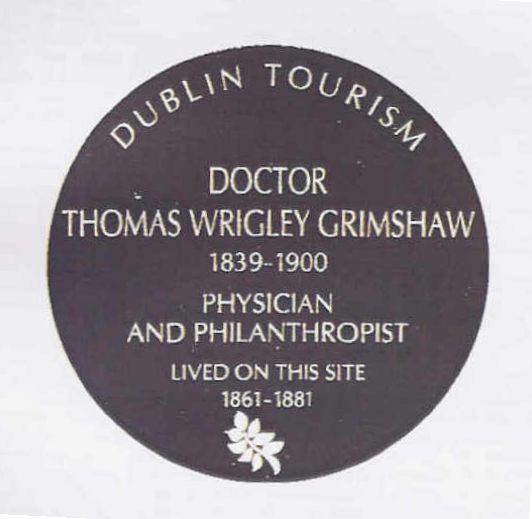 DUBLIN TOURISM
DOCTOR
THOMAS WRIGLEY GRIMSHAW
1839-1900
PHYSICIAN
AND PHILANTHROPIST
LIVED ON THIS SITE
1861-1881